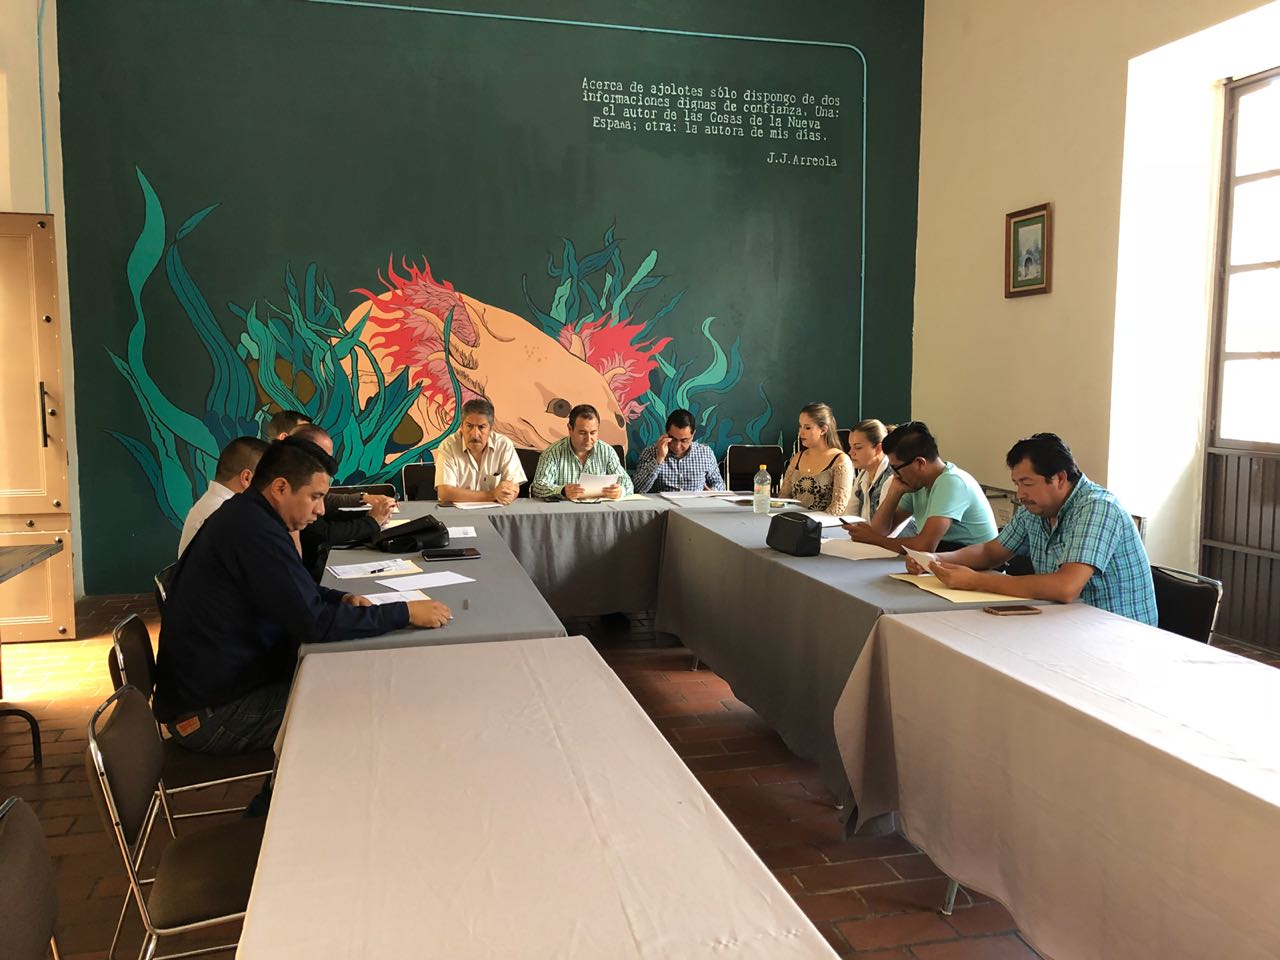 Acerca de ajolotes sólo dispongo de dos
informaciones dignas de confianza. Una:
el autor de las Cosas de la Nueva
España; otra: la autora de mis días.
J.J.Arreola